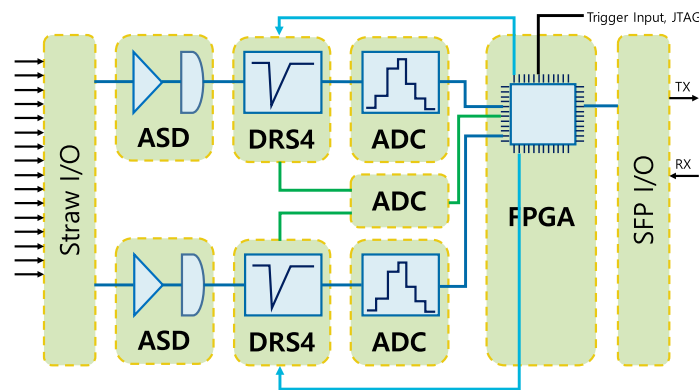 Trigger Input, JTAG
Straw I/O
ASD
DRS4
ADC
ADC
ASD
DRS4
ADC
FPGA
SFP I/O
TX
RX